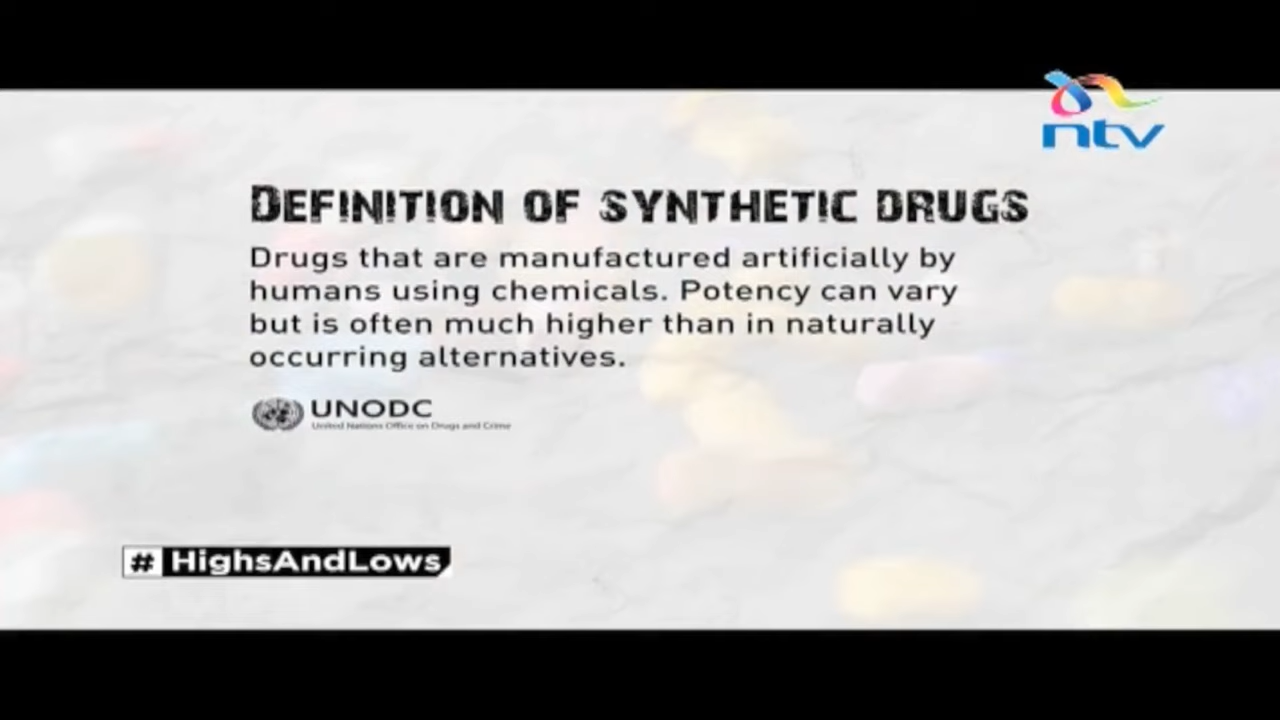 ntv
DEFINITION OF SYNTHETIC DRUGS
Drugs that are manufactured artificially by
humans using chemicals. Potency can vary
but is often much higher than in naturally
occurring alternatives.
UNODC
United Nations Office on Drugs and Crime
# HighsAndLows